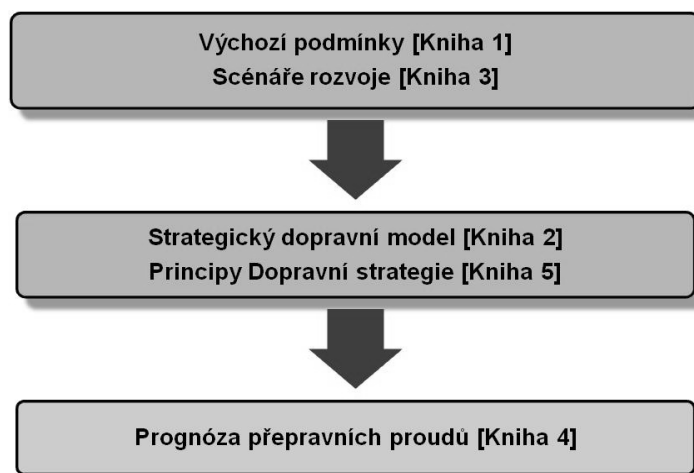 Výchozí podmínky [Kniha 1]
Scénáře rozvoje [Kniha 3]
Strategický dopravní model [Kniha 2]
Principy Dopravní strategie [Kniha 5]
Prognóza přepravních proudů [Kniha 4]